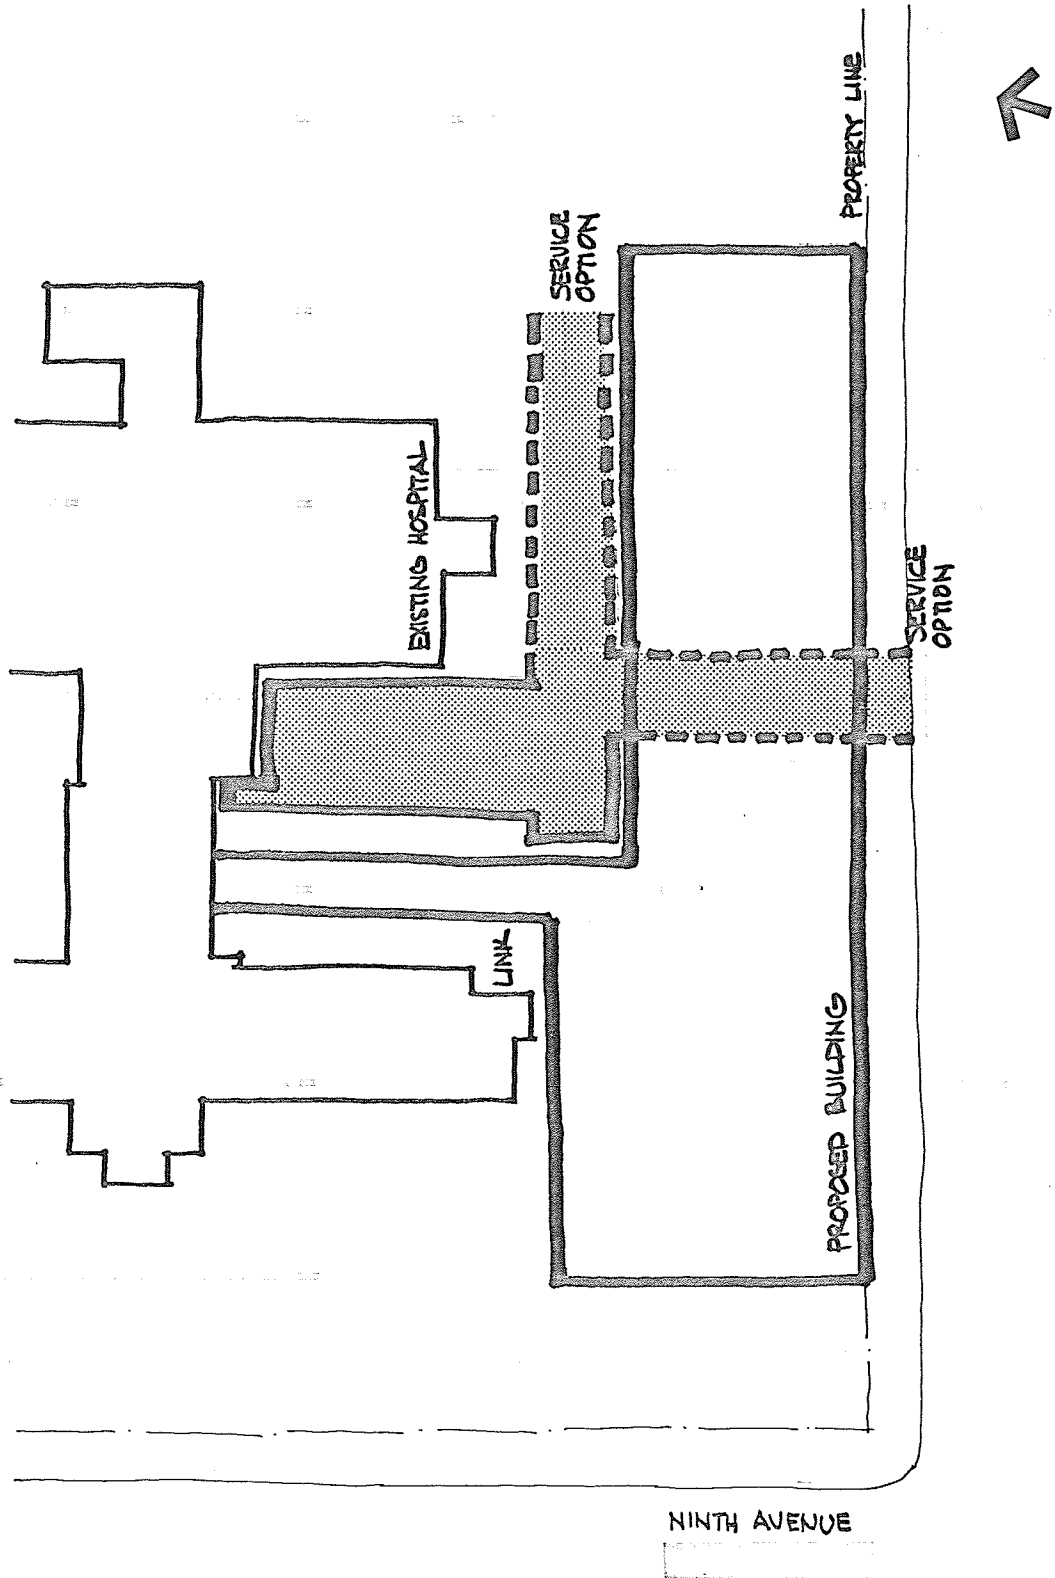 PROPERTY LINE
SERVICE
OPTION
EXISTING HOSPITAL
SERVICE
OPTION
LINK
PROPOSED BUILDING
NINTH AVENUE